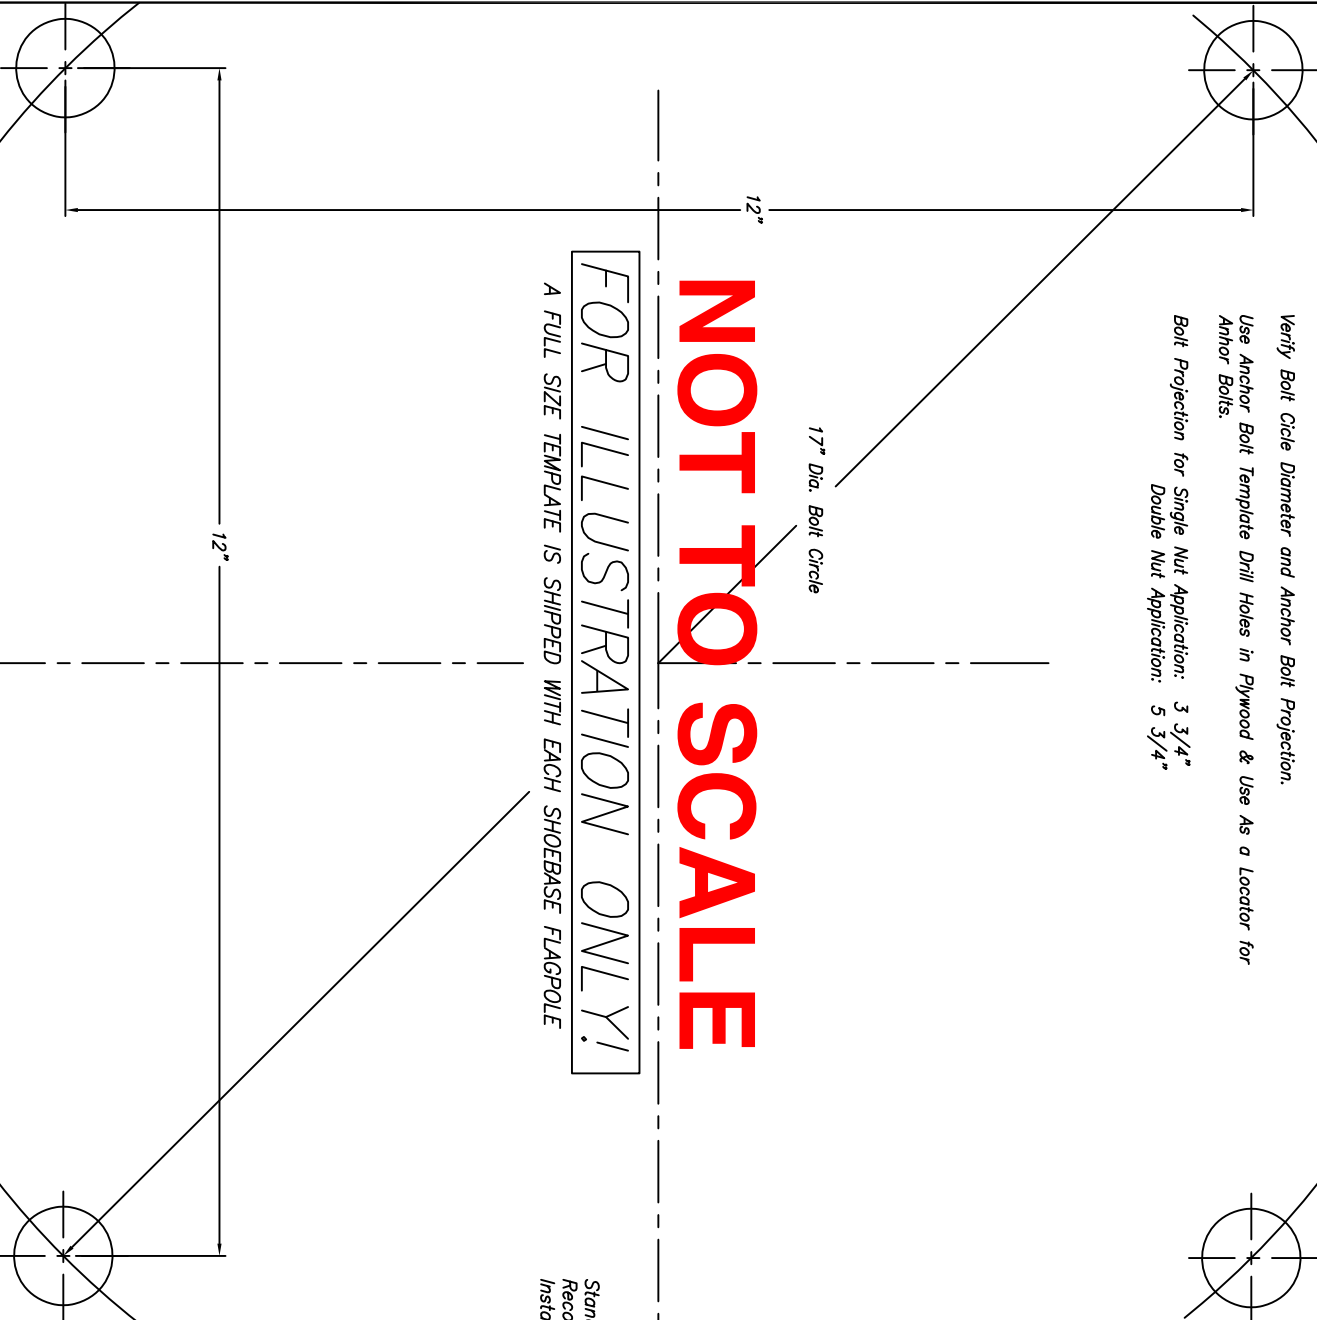 Verify Bolt Cicle Diameter and Anchor Bolt Projection.
Use Anchor Bolt Template Drill Holes in Plywood & Use As a Locator for
Anhor Bolts.
Bolt Projection for Single Nut Application: 3 3/4"
Double Nut Application: 5 3/4"
17" Dia. Bolt Circle
12"
NOT TO SCALE
FOR ILLUSTRATION ONLY!
A FULL SIZE TEMPLATE IS SHIPPED WITH EACH SHOEBASE FLAGPOLE
12"